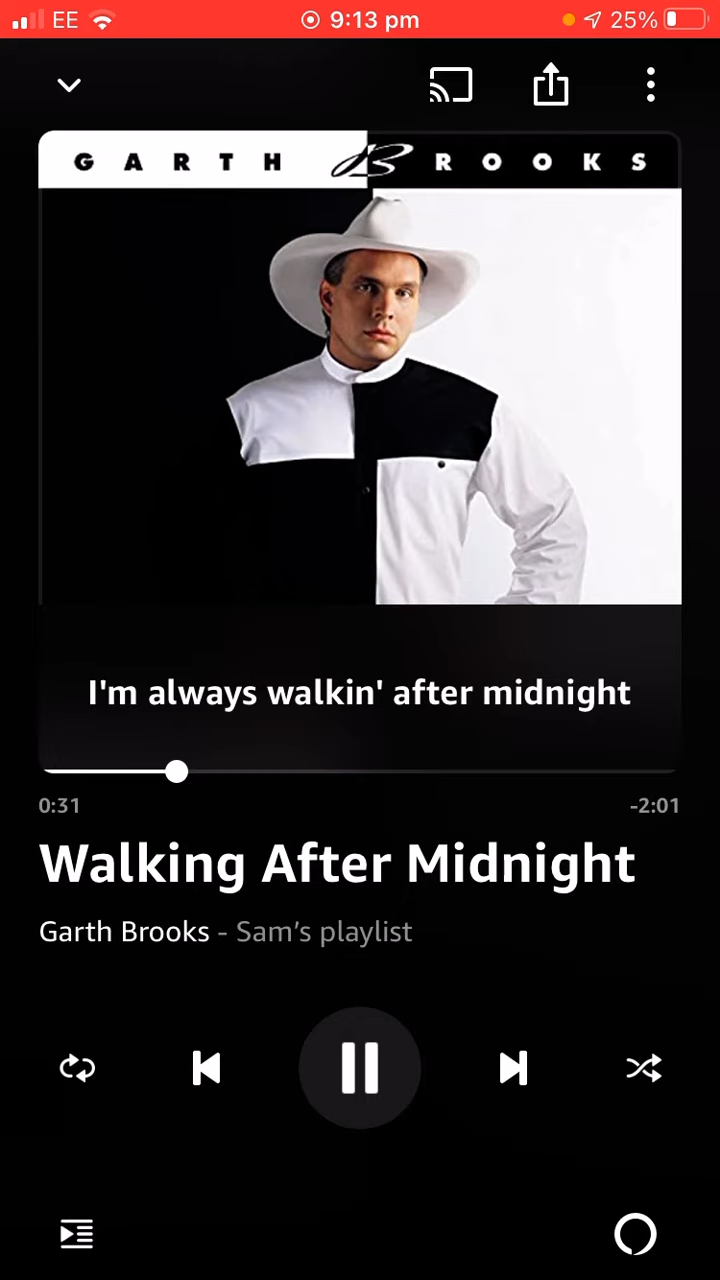 EE 9:13 pm 25%
GARTH BROOKS
I'm always walkin' after midnight
0:31 -2:01
Walking After Midnight
Garth Brooks - Sam’s playlist